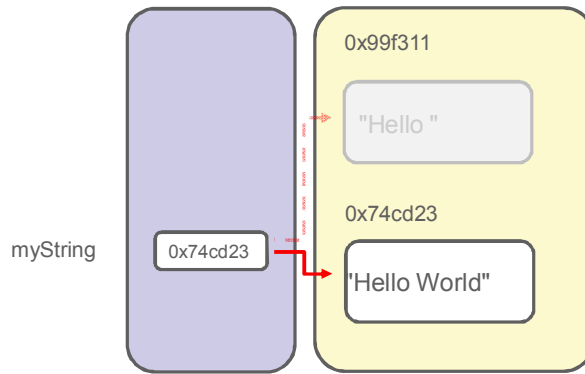 0x99f311
"Hello "
0x74cd23
myString
0x74cd23
"Hello World"